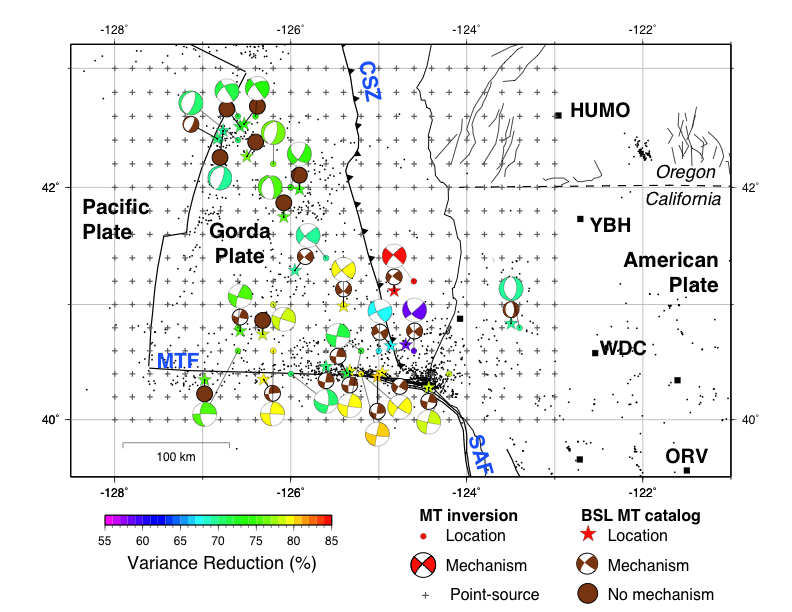 -128° -126° -124° -122°
CSZ
HUMO
Oregon
42° 42°
California
Pacific
Plate
Gorda
Plate
YBH
American
Plate
WDC
MTF
40° 40°
100 km
SAF
ORV
-128° -126° -124° -122°
55 60 65 70 75 80 85
Variance Reduction (%)
MT inversion
Location
Mechanism
Point-source
BSL MT catalog
Location
Mechanism
No mechanism